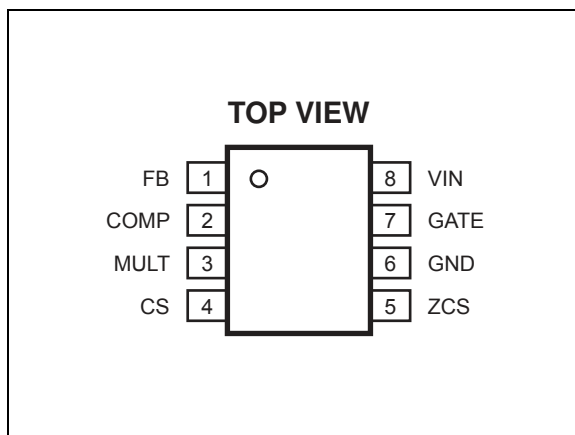 TOP VIEW
FB 1 8 VIN
COMP 2 7 GATE
MULT 3 6 GND
CS 4 5 ZCS